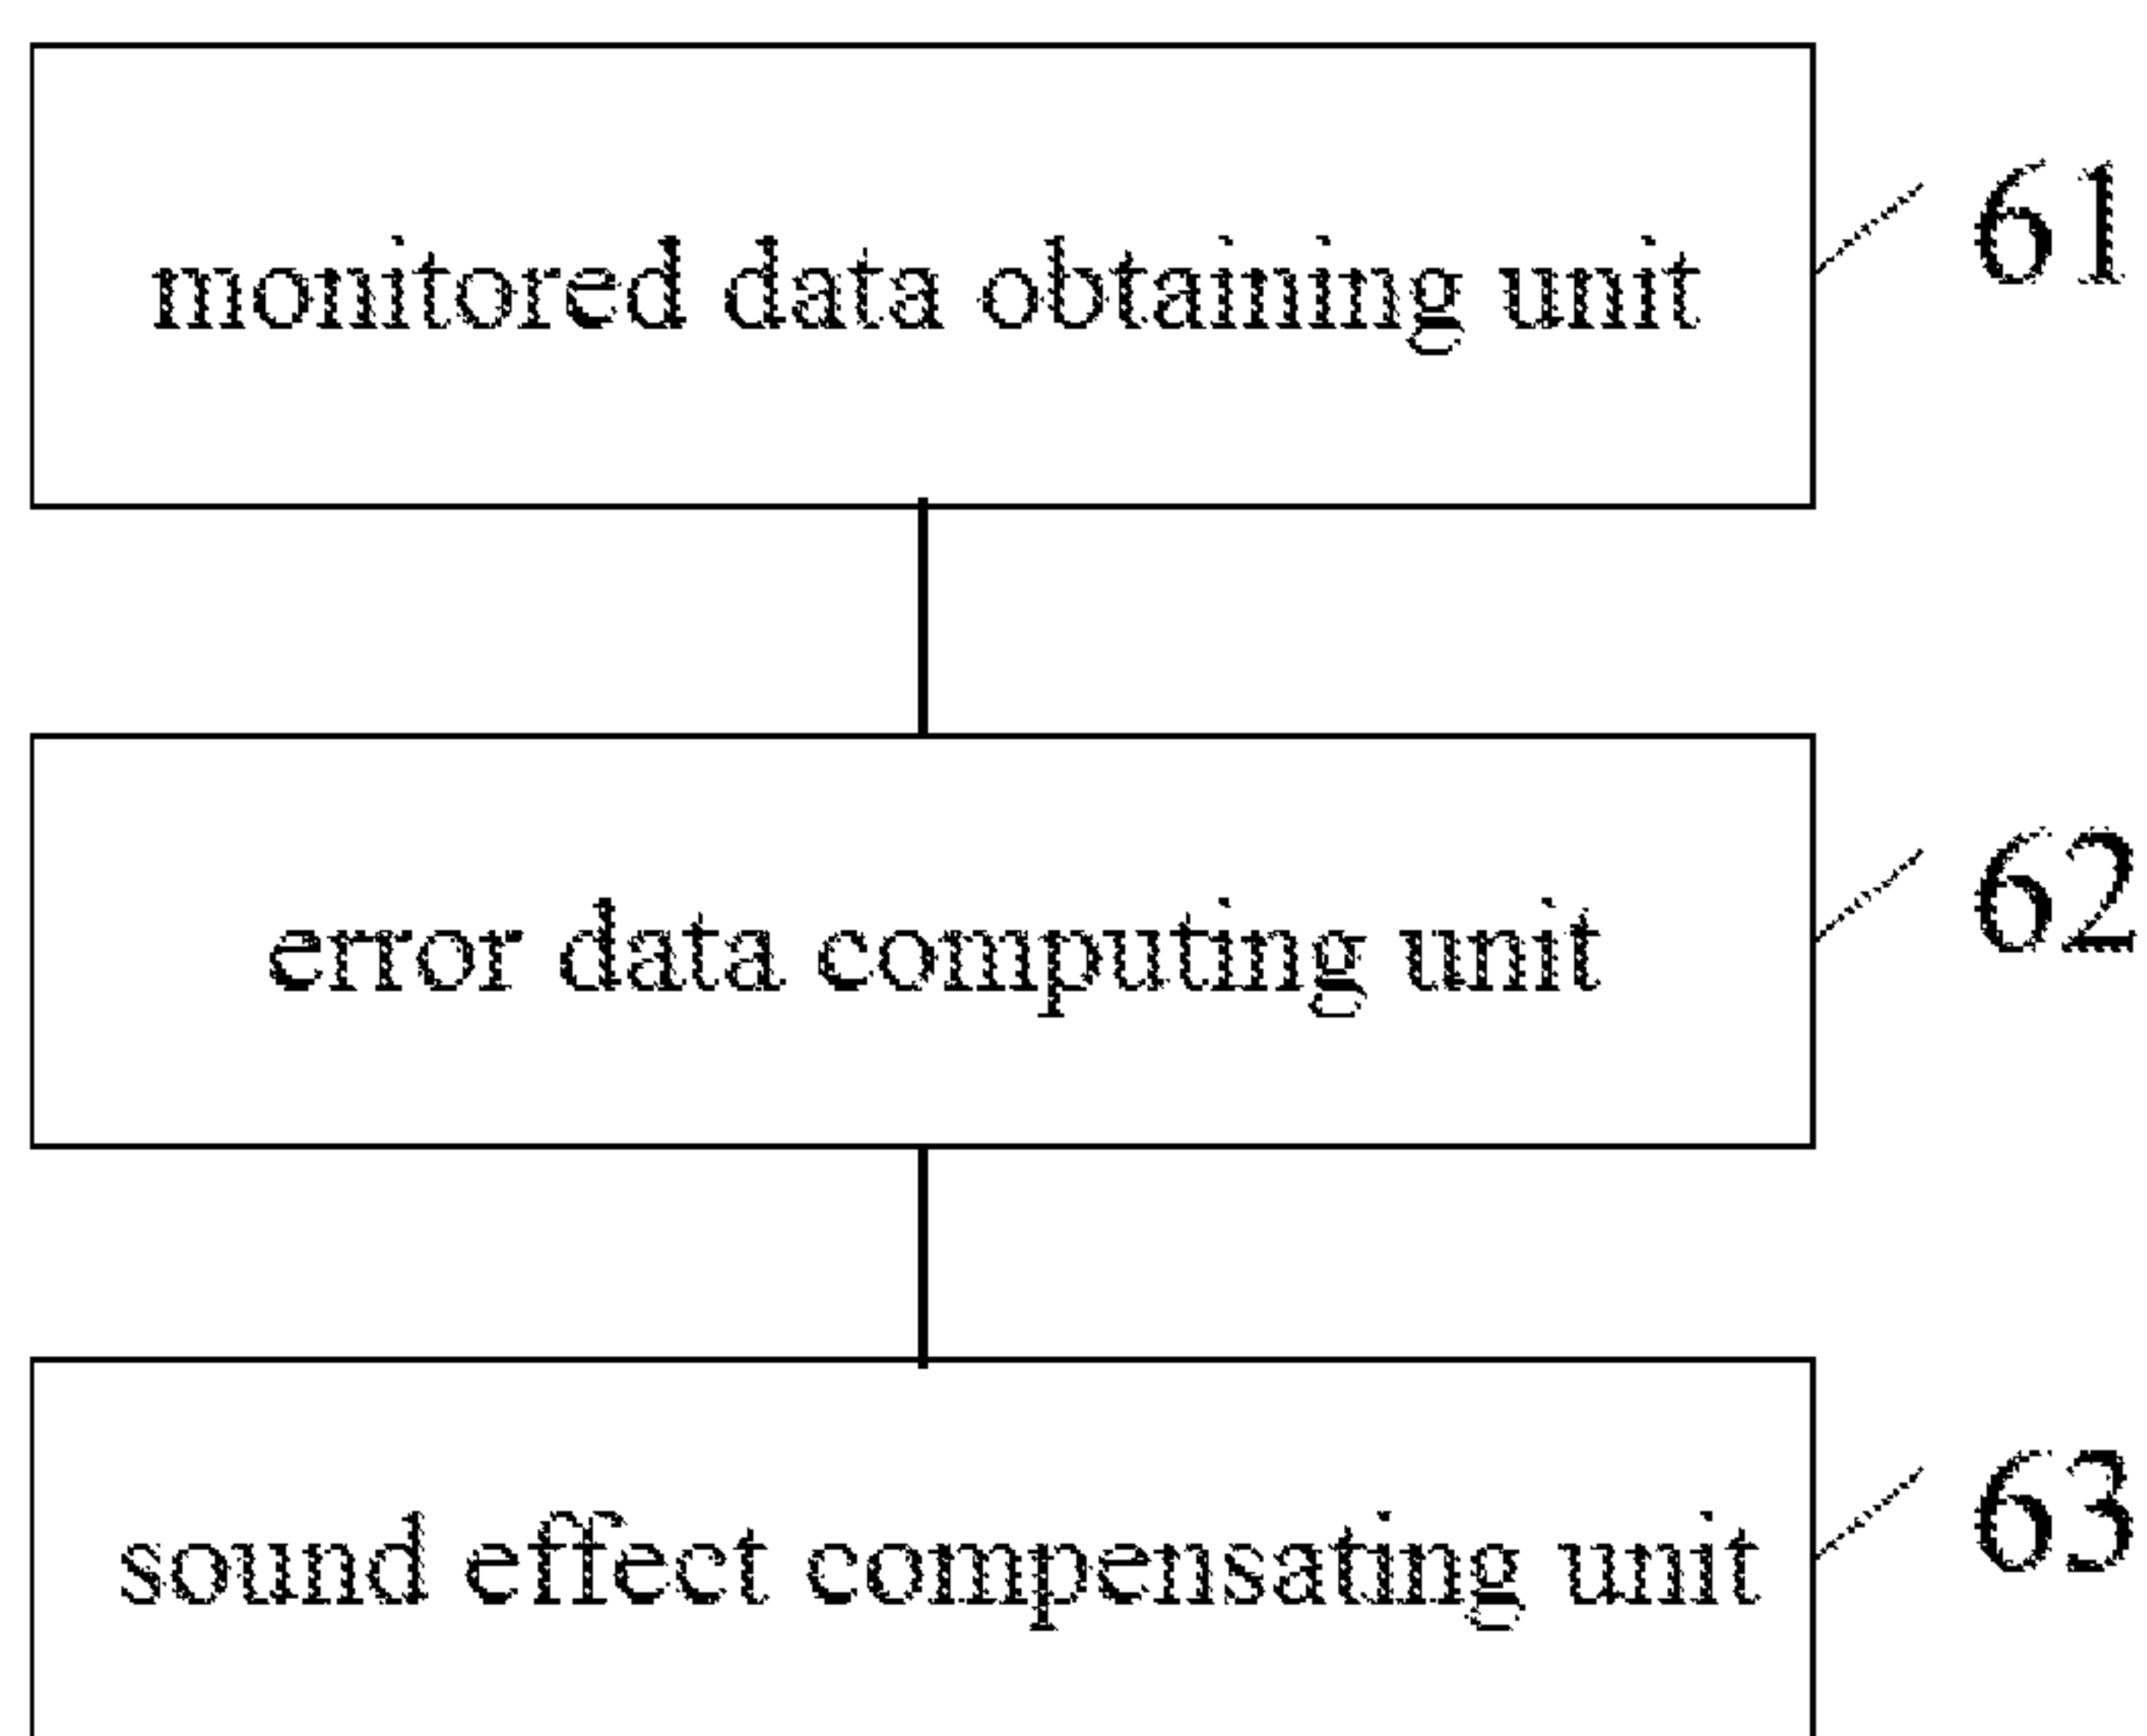 monitored data obtaining unit
61
error data computing unit
62
sound effect compensating unit
63